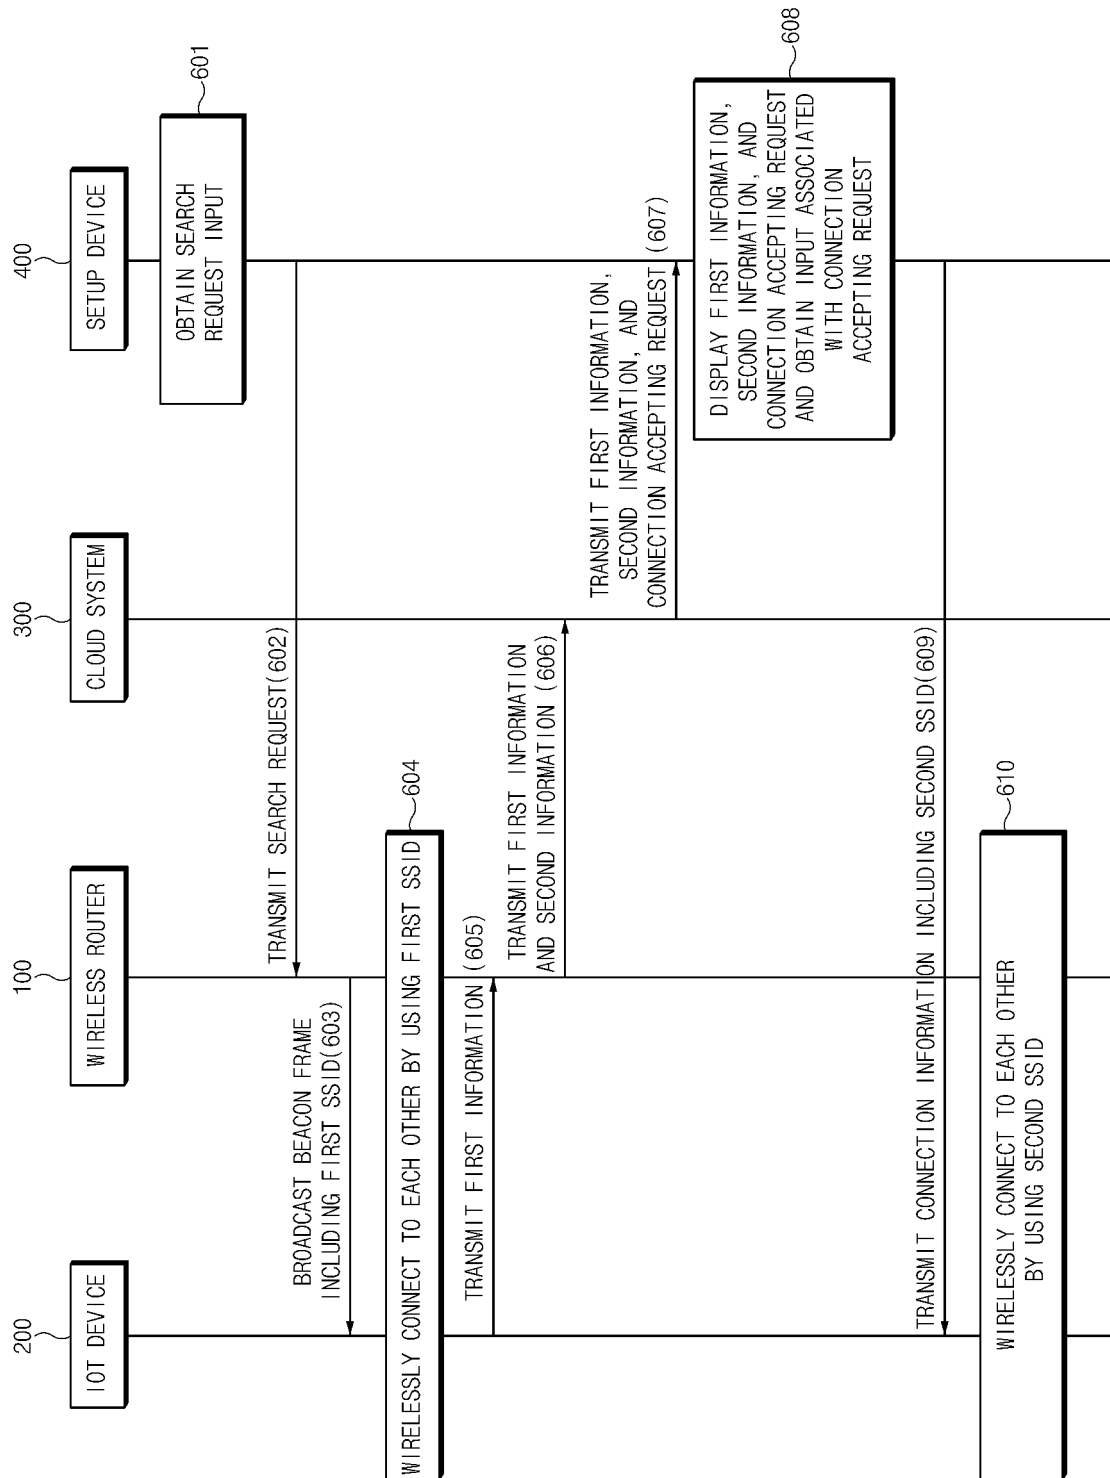 200
100
300
400
IOT DEVICE
WIRELESS ROUTER
CLOUD SYSTEM
SETUP DEVICE
601
OBTAIN SEARCH
REQUEST INPUT
TRANSMIT SEARCH REQUEST(602)
BROADCAST BEACON FRAME
INCLUDING FIRST SSID(603)
604
WIRELESSLY CONNECT TO EACH OTHER BY USING FIRST SSID
TRANSMIT FIRST INFORMATION (605)
TRANSMIT FIRST INFORMATION
AND SECOND INFORMATION (606)
TRANSMIT FIRST INFORMATION,
SECOND INFORMATION, AND
CONNECTION ACCEPTING REQUEST (607)
608
DISPLAY FIRST INFORMATION,
SECOND INFORMATION, AND
CONNECTION ACCEPTING REQUEST
AND OBTAIN INPUT ASSOCIATED
WITH CONNECTION
ACCEPTING REQUEST
TRANSMIT CONNECTION INFORMATION INCLUDING SECOND SSID(609)
610
WIRELESSLY CONNECT TO EACH OTHER
BY USING SECOND SSID